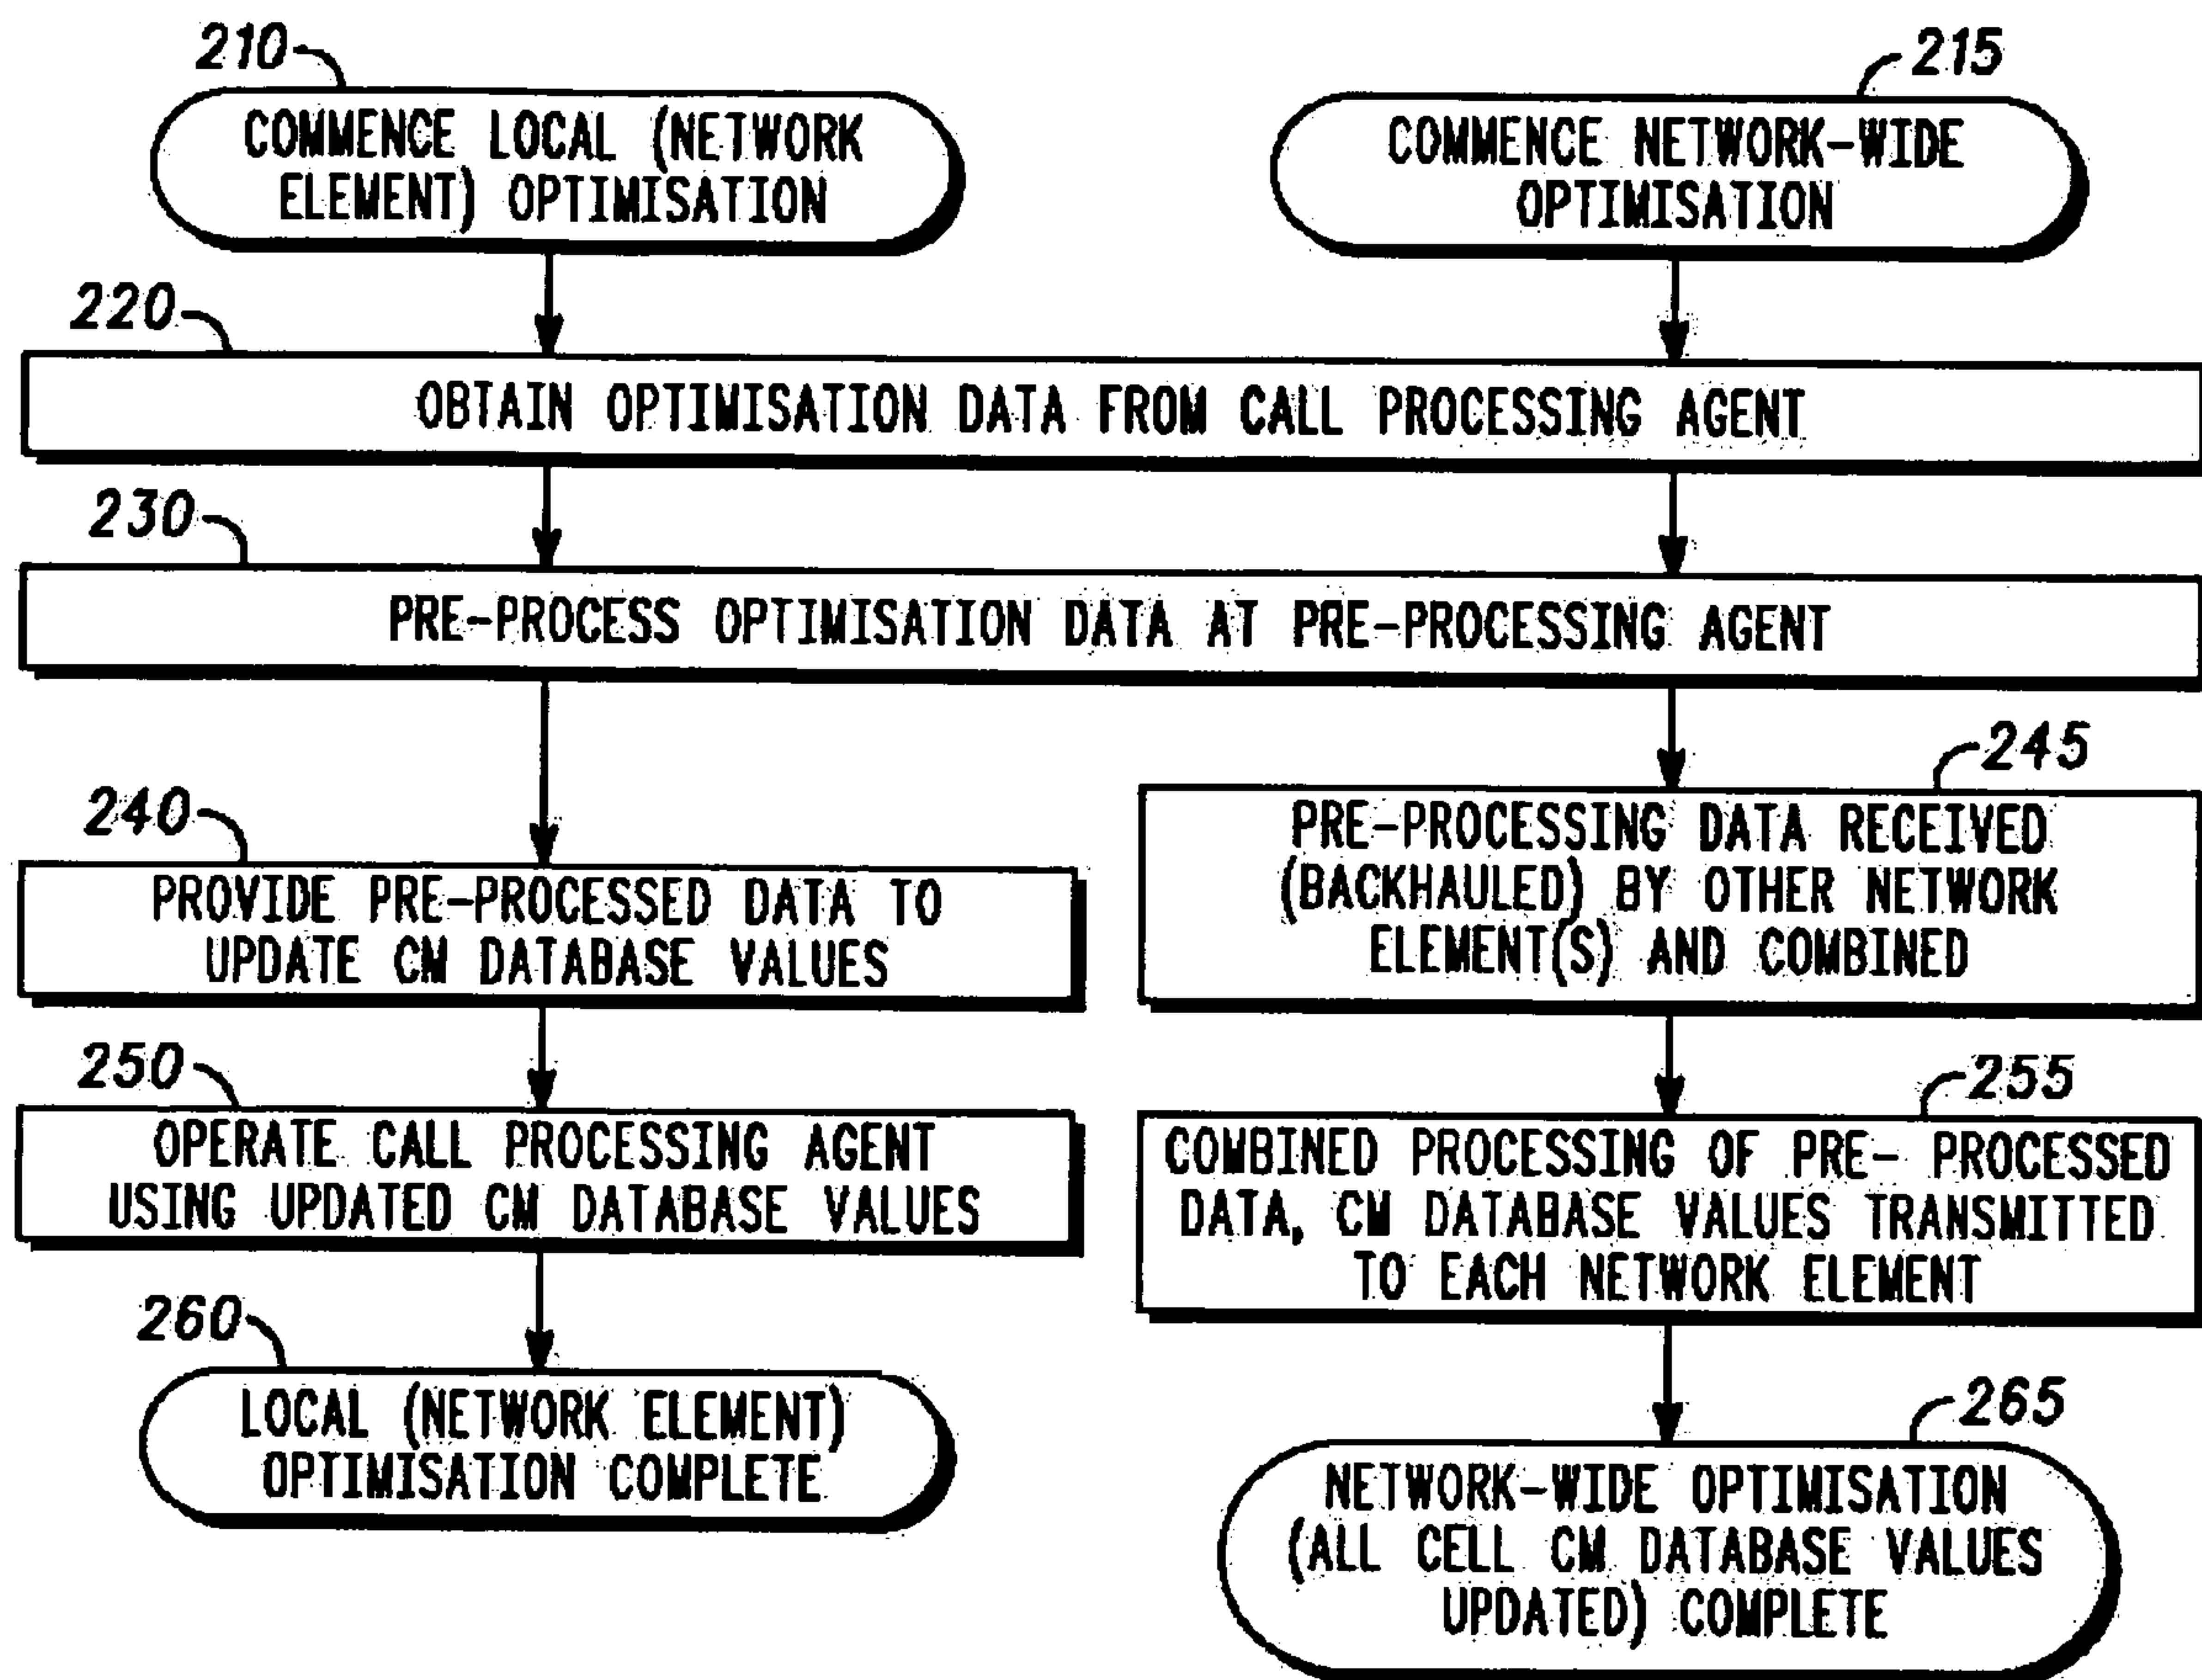 210
COMMENCE LOCAL (NETWORK
ELEMENT) OPTIMISATION
215
COMMENCE NETWORK-WIDE
OPTIMISATION
220
OBTAIN OPTIMISATION DATA FROM CALL PROCESSING AGENT
230
PRE-PROCESS OPTIMISATION DATA AT PRE-PROCESSING AGENT
240
PROVIDE PRE-PROCESSED DATA TO
UPDATE CM DATABASE VALUES
245
PRE-PROCESSING DATA RECEIVED
(BACKHAULED) BY OTHER NETWORK
ELEMENT(S) AND COMBINED
250
OPERATE CALL PROCESSING AGENT
USING UPDATED CM DATABASE VALUES
255
COMBINED PROCESSING OF PRE- PROCESSED
DATA, CM DATABASE VALUES TRANSMITTED
TO EACH NETWORK ELEMENT
260
LOCAL (NETWORK ELEMENT)
OPTIMISATION COMPLETE
265
NETWORK-WIDE OPTIMISATION
(ALL CELL CM DATABASE VALUES
UPDATED) COMPLETE